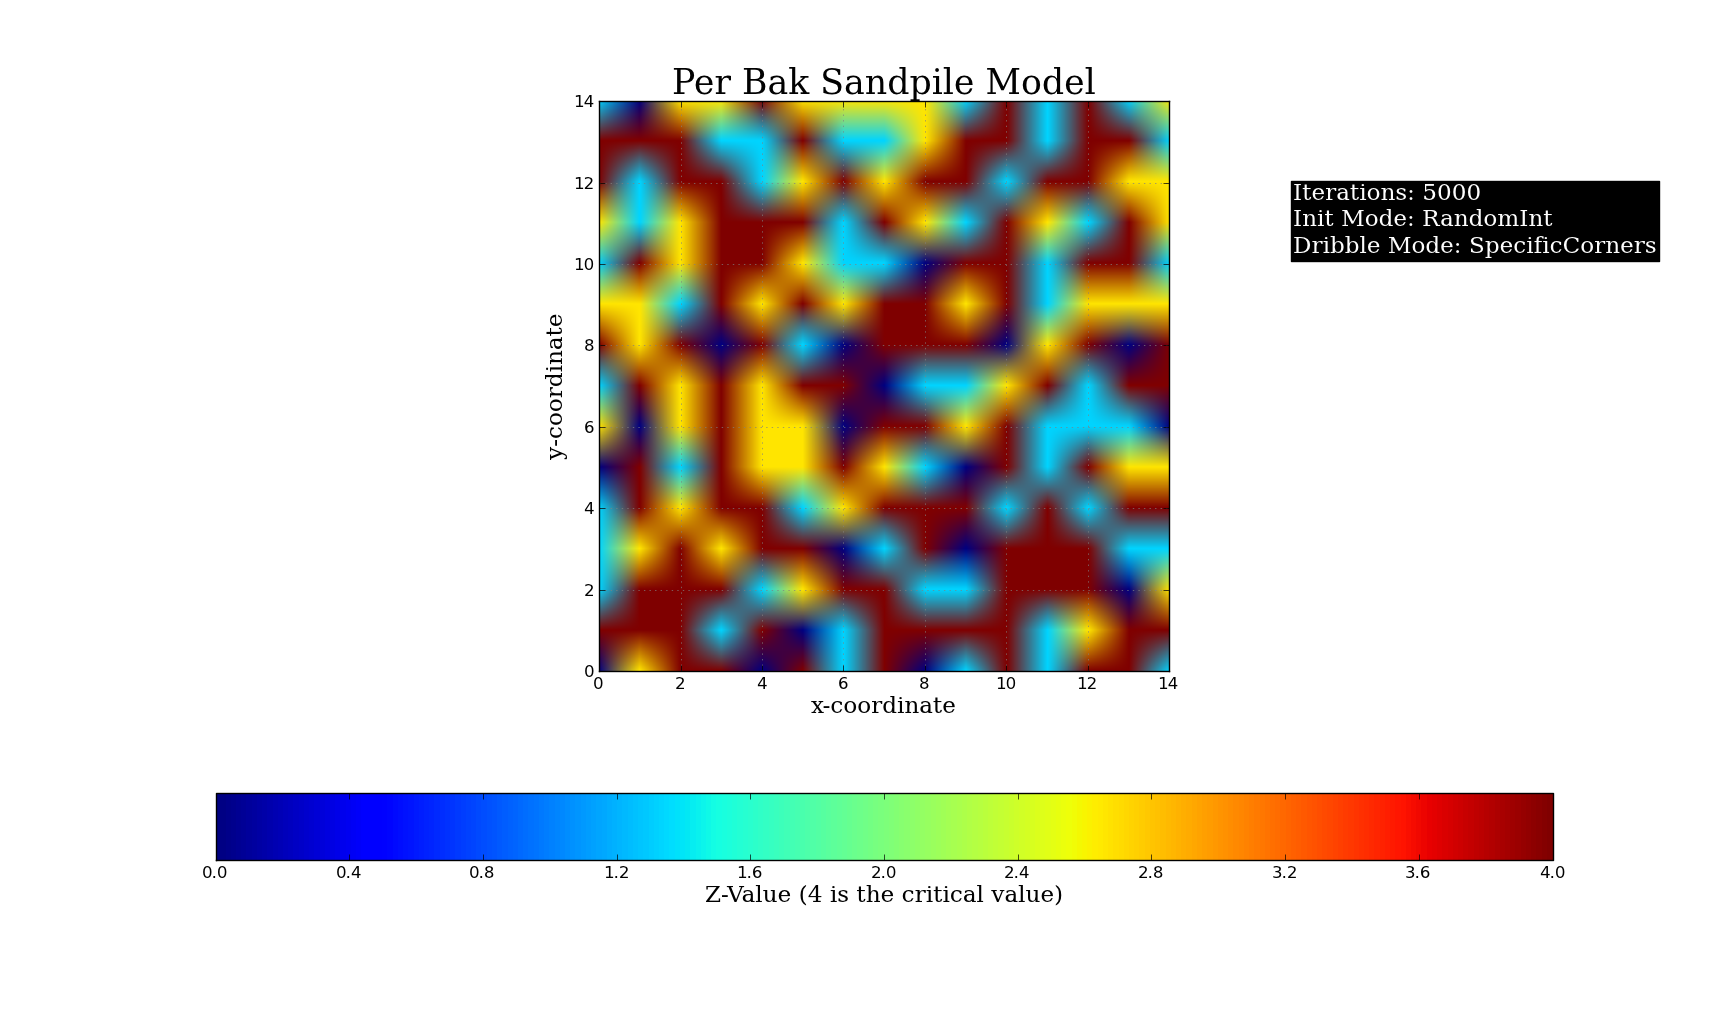 Per Bak Sandpile Model
14
12
10
8
6
4
2
0
y-coordinate
0 2 4 6 8 10 12 14
x-coordinate
Iterations: 5000
Init Mode: RandomInt
Dribble Mode: SpecificCorners
0.0 0.4 0.8 1.2 1.6 2.0 2.4 2.8 3.2 3.6 4.0
Z-Value (4 is the critical value)